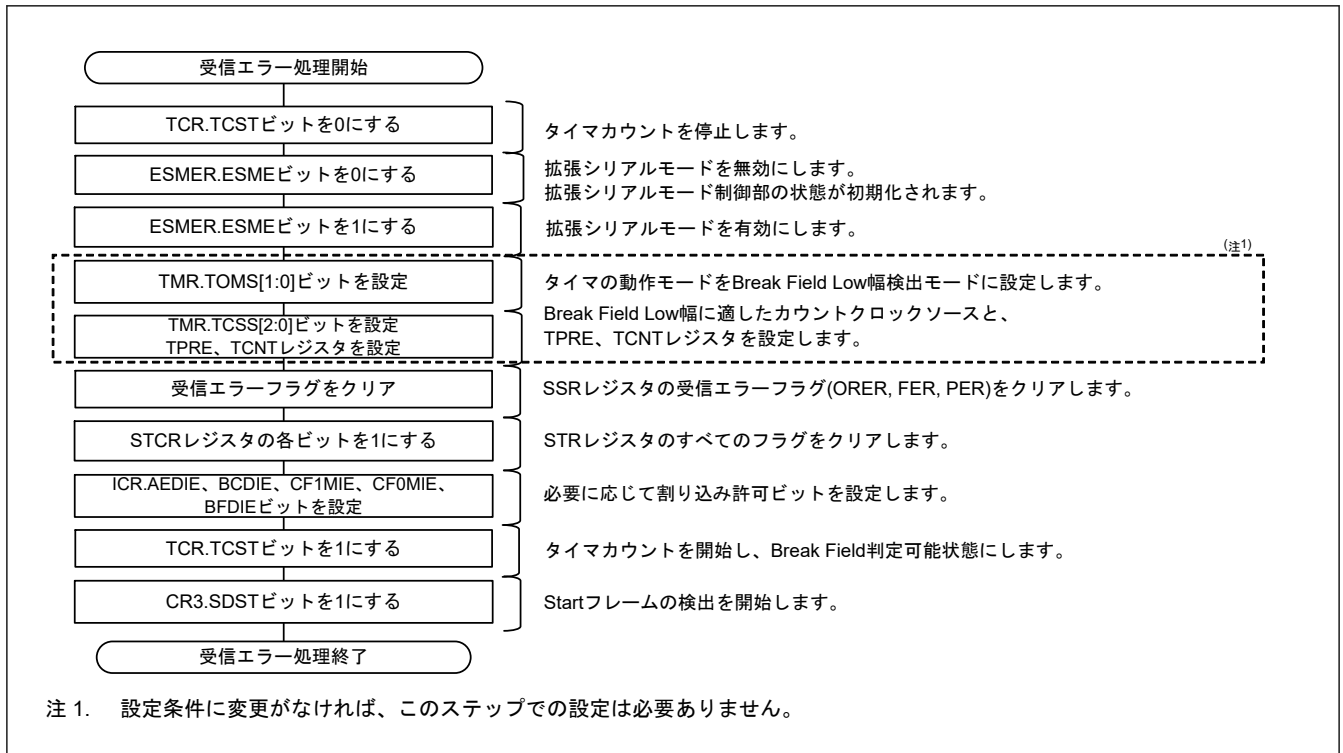 受信エラー処理開始
TCR.TCSTビットを0にする
タイマカウントを停止します。
ESMER.ESMEビットを0にする
拡張シリアルモードを無効にします。
拡張シリアルモード制御部の状態が初期化されます。
ESMER.ESMEビットを1にする
拡張シリアルモードを有効にします。
(注1)
TMR.TOMS[1:0]ビットを設定
タイマの動作モードをBreak Field Low幅検出モードに設定します。
TMR.TCSS[2:0]ビットを設定
TPRE、TCNTレジスタを設定
Break Field Low幅に適したカウントクロックソースと、
TPRE、TCNTレジスタを設定します。
受信エラーフラグをクリア
SSRレジスタの受信エラーフラグ(ORER, FER, PER)をクリアします。
STCRレジスタの各ビットを1にする
STRレジスタのすべてのフラグをクリアします。
ICR.AEDIE、BCDIE、CF1MIE、CF0MIE、
BFDIEビットを設定
必要に応じて割り込み許可ビットを設定します。
TCR.TCSTビットを1にする
タイマカウントを開始し、Break Field判定可能状態にします。
CR3.SDSTビットを1にする
Startフレームの検出を開始します。
受信エラー処理終了
注 1. 設定条件に変更がなければ、このステップでの設定は必要ありません。